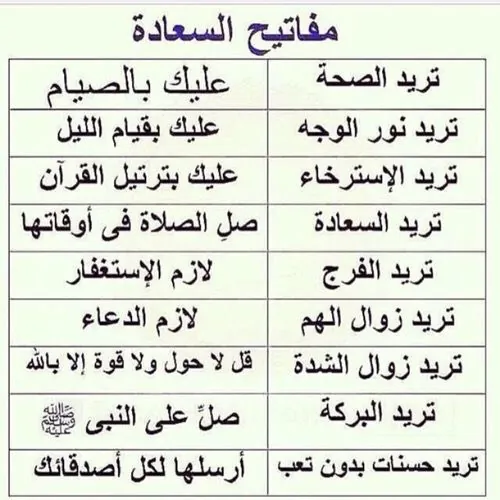 مفاتيح السعادة
تريد الصحة عليك بالصيام
تريد نور الوجه عليك بقيام الليل
تريد الإسترخاء عليك بترتيل القرآن
تريد السعادة صلِ الصلاة فى أوقاتها
تريد الفرج لازم الإستغفار
تريد زوال الهم لازم الدعاء
تريد زوال الشدة قل لا حول ولا قوة إلا بالله
تريد البركة صلِّ على النبى ﷺ
تريد حسنات بدون تعب أرسلها لكل أصدقائك